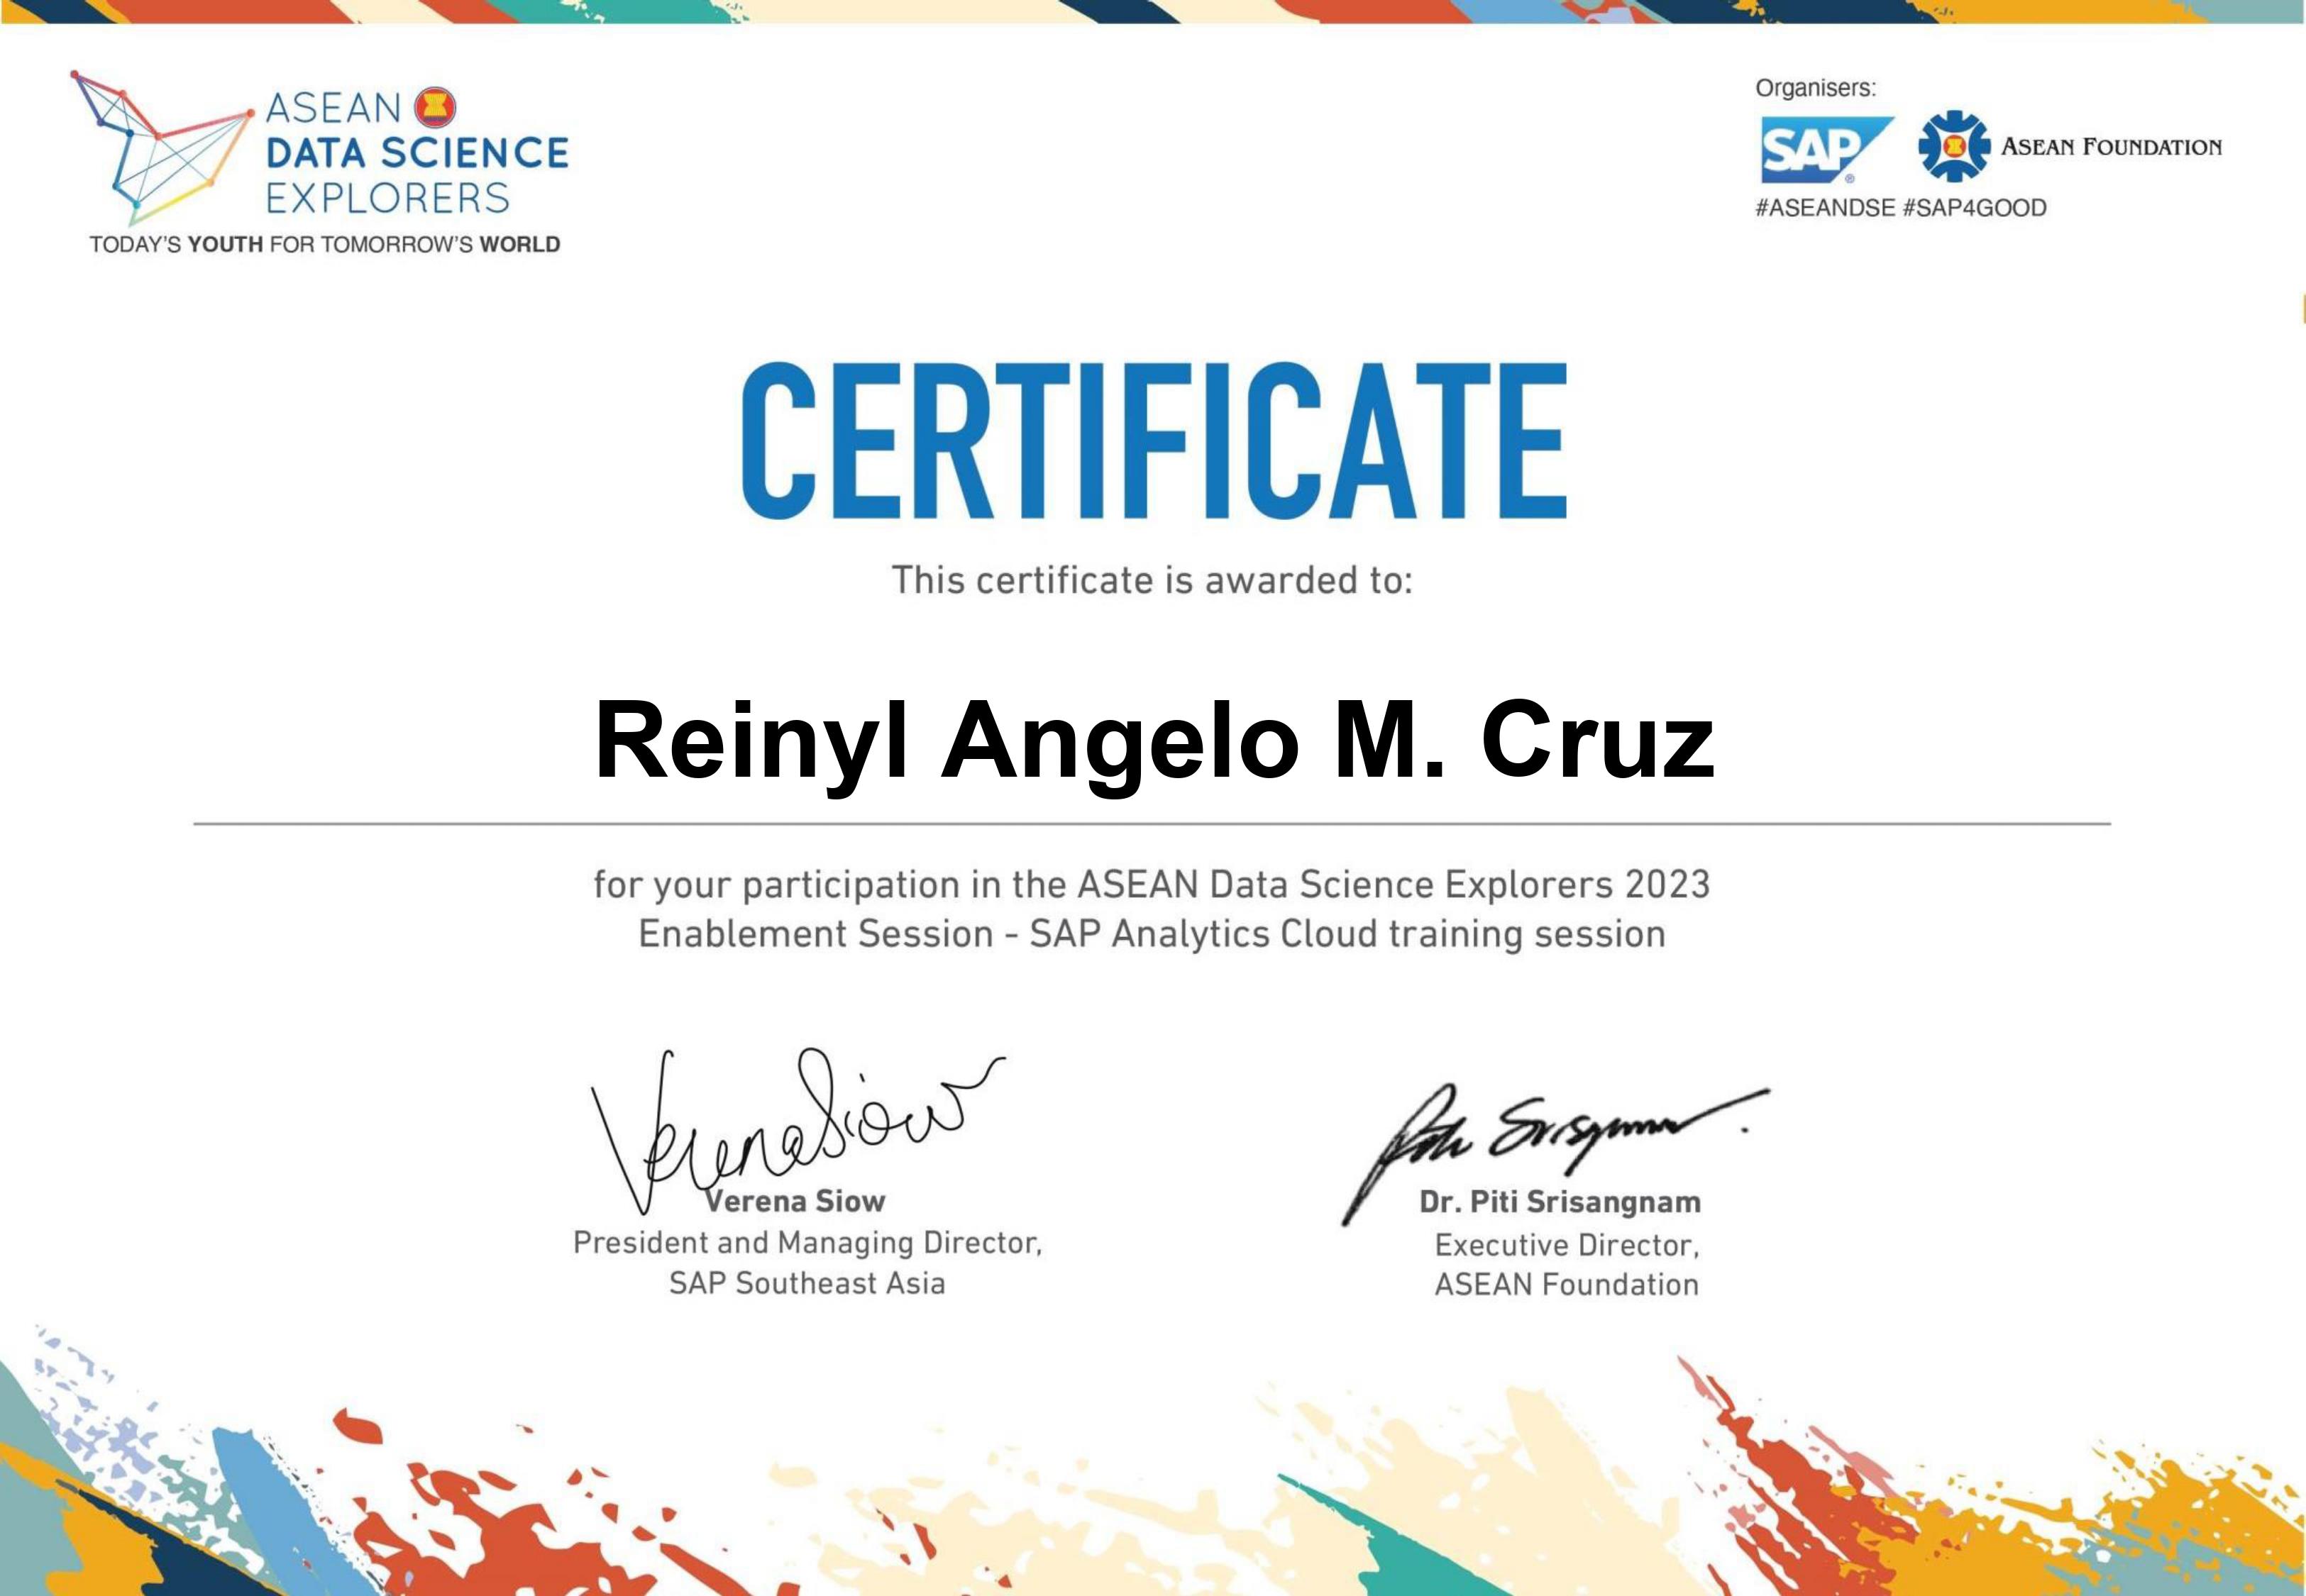 ASEAN
DATA SCIENCE
EXPLORERS
TODAY'S YOUTH FOR TOMORROW'S WORLD
Organisers:
SAP ®
ASEAN FOUNDATION
#ASEANDSE #SAP4GOOD
CERTIFICATE
This certificate is awarded to:
Reinyl Angelo M. Cruz
for your participation in the ASEAN Data Science Explorers 2023
Enablement Session - SAP Analytics Cloud training session
Verena Siow
Verena Siow
President and Managing Director,
SAP Southeast Asia
Dr. Piti Srisangnam
Executive Director,
ASEAN Foundation